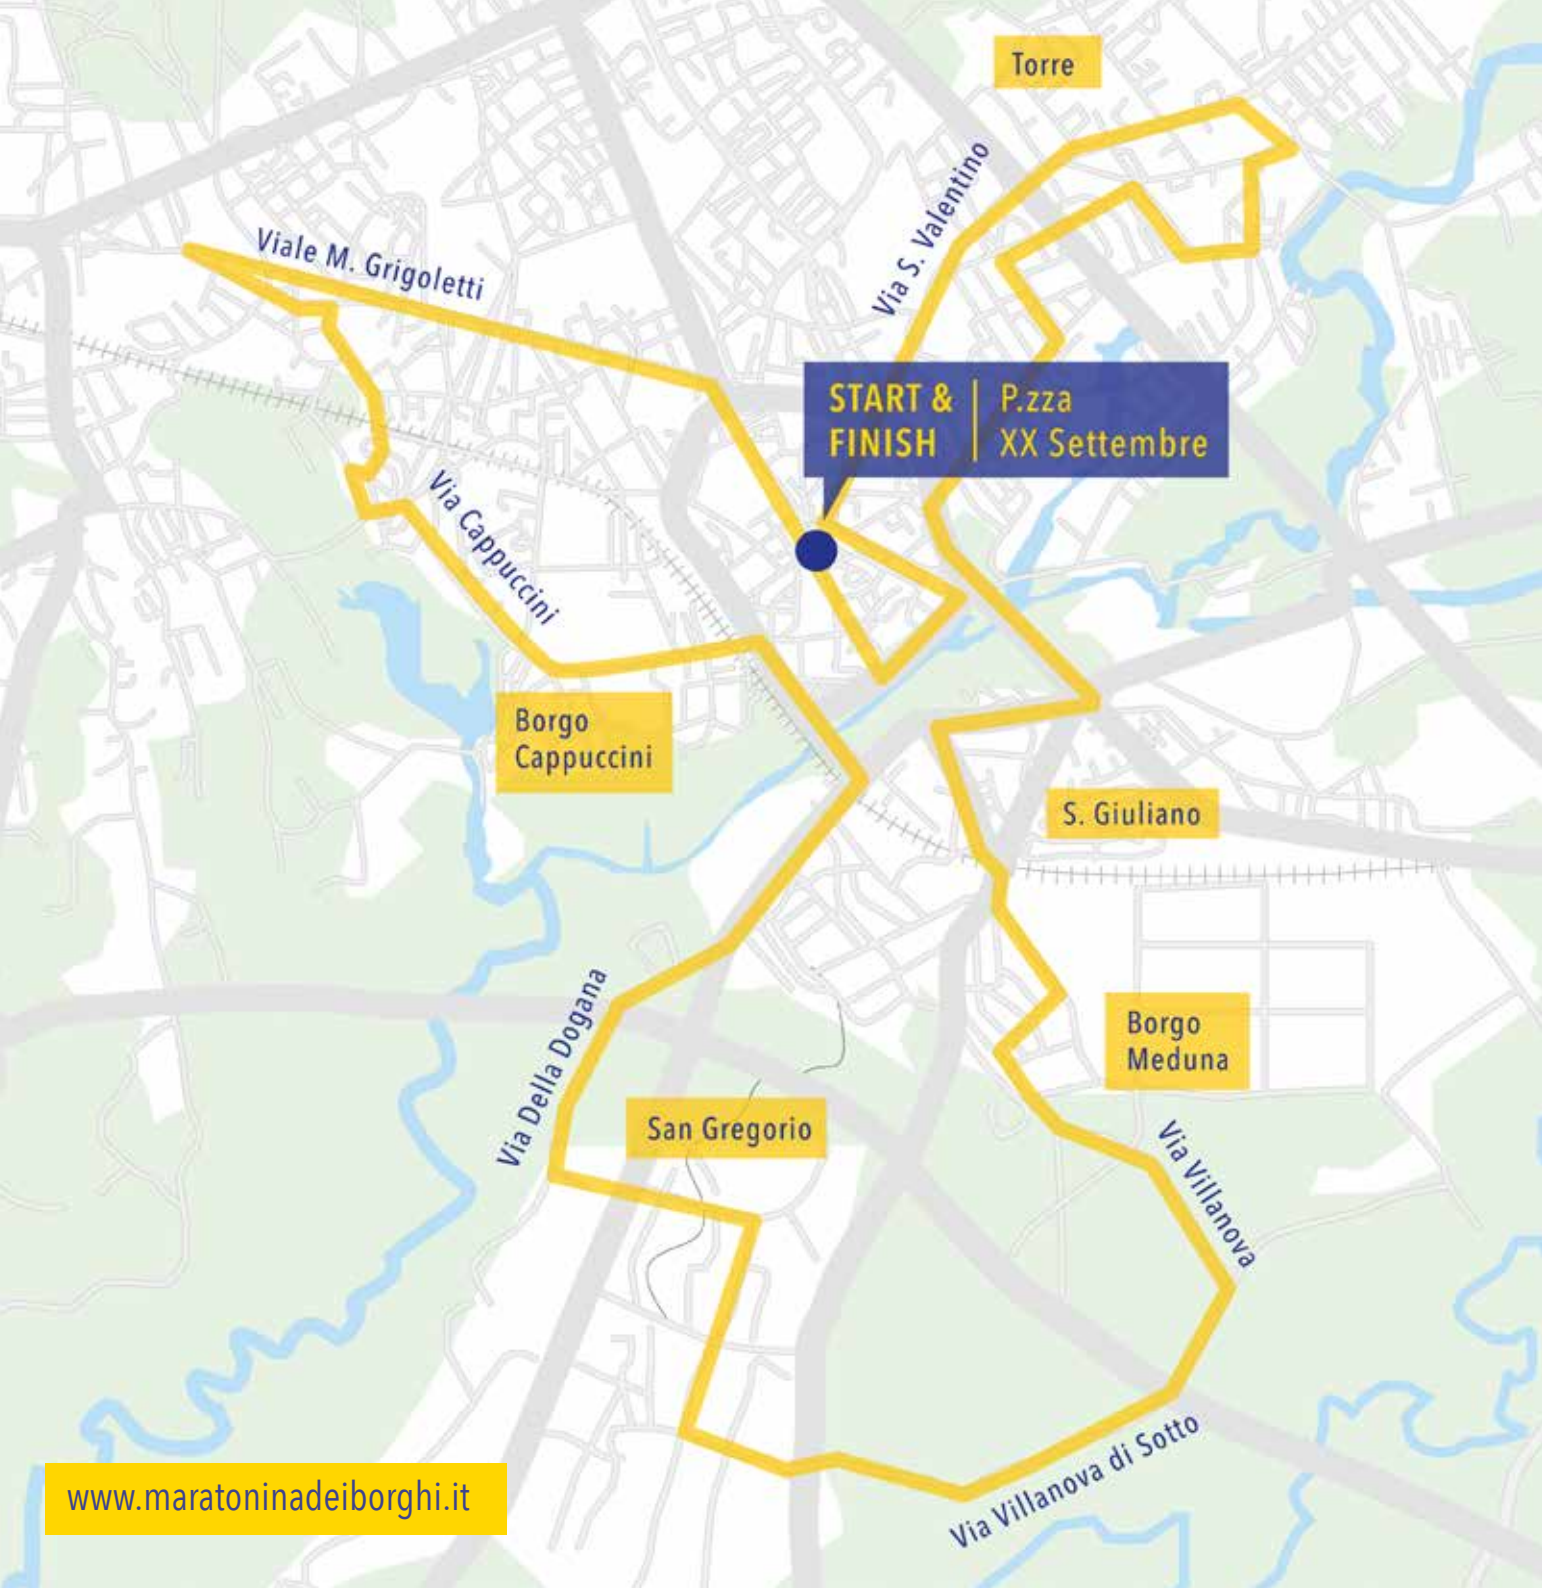 Torre
Via S. Valentino
Viale M. Grigoletti
START &
FINISH
P.zza
XX Settembre
Via Cappuccini
Borgo
Cappuccini
S. Giuliano
Via Della Dogana
Borgo
Meduna
San Gregorio
Via Villanova
Via Villanova di Sotto
www.maratoninadeiborghi.it